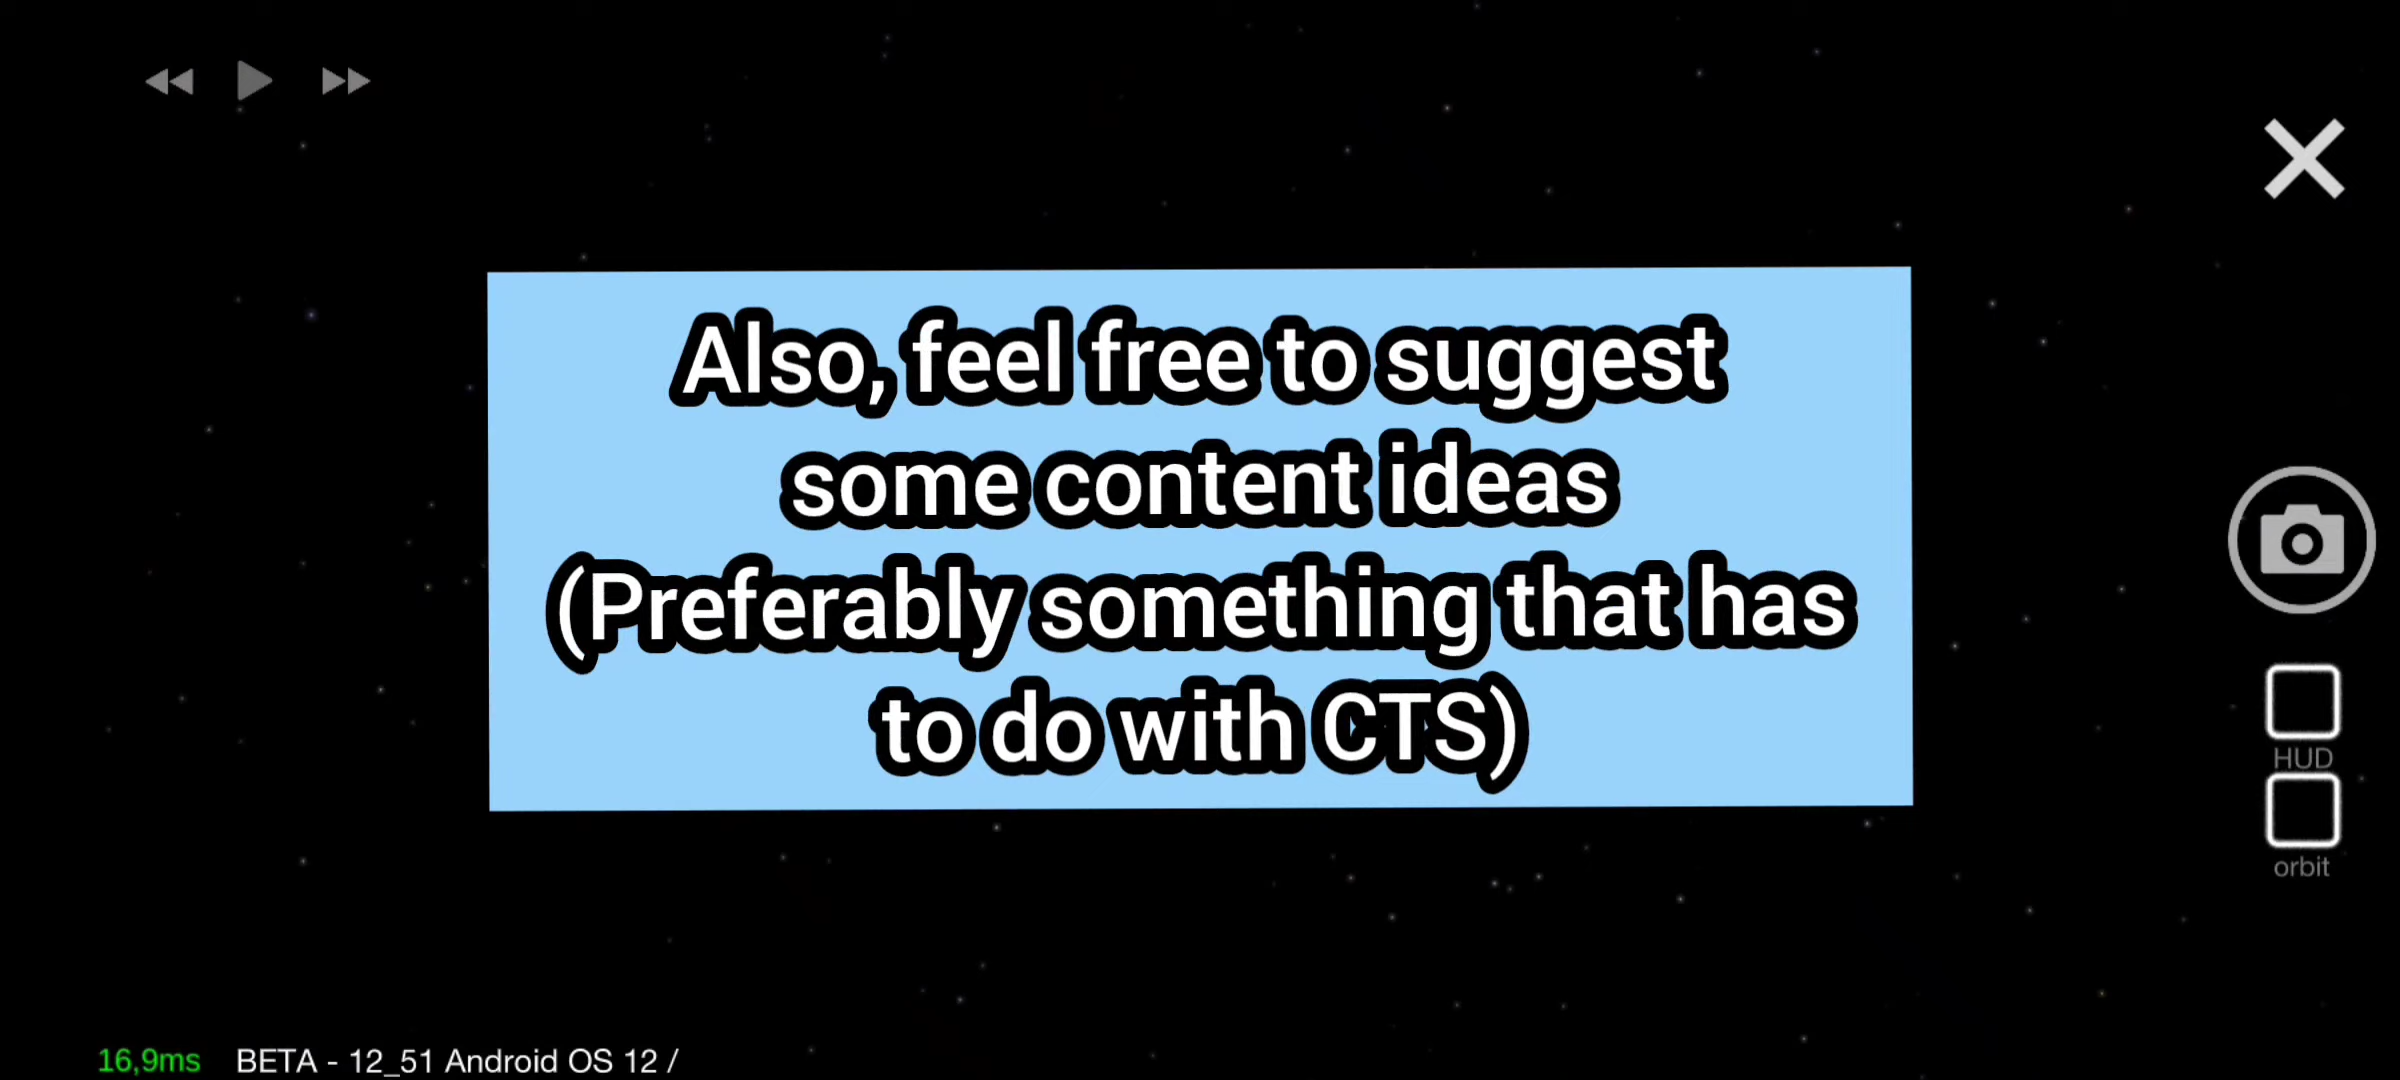 Also, feel free to suggest
some content ideas
(Preferably something that has
to do with CTS)
HUD
orbit
16,9ms BETA - 12_51 Android OS 12 /